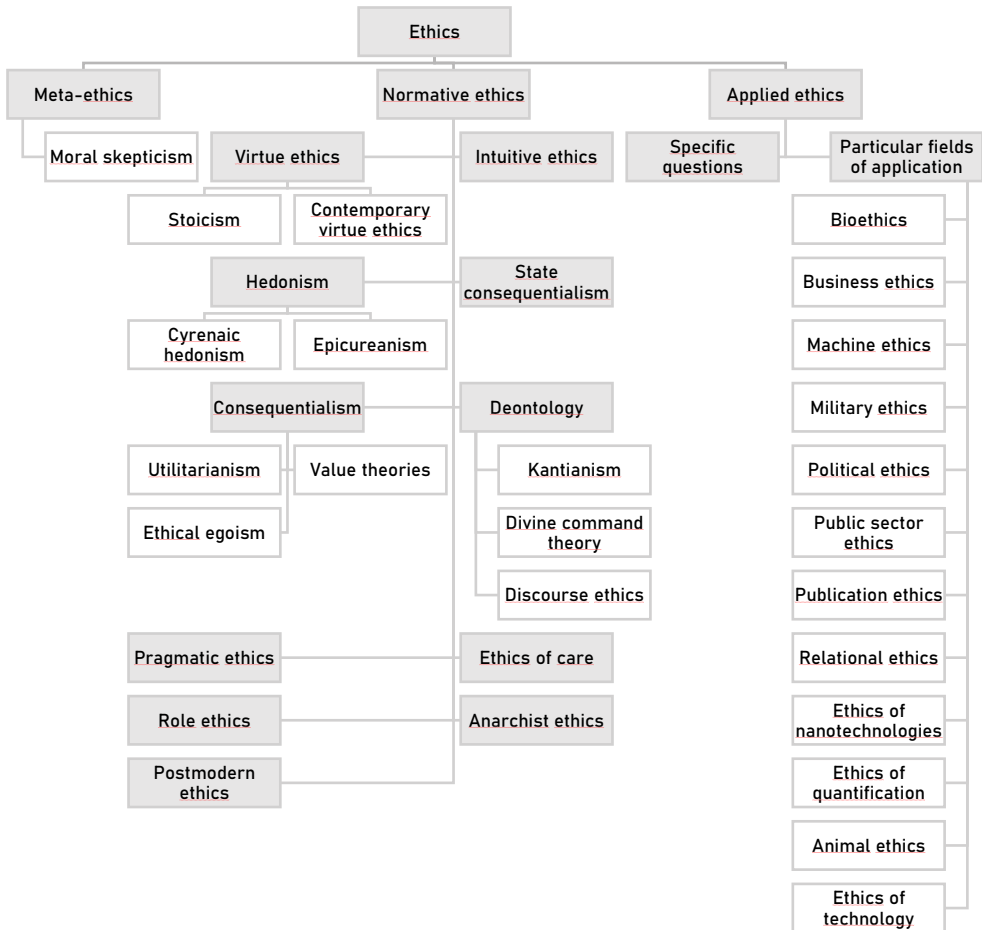 Ethics
Meta-ethics
Normative ethics
Applied ethics
Moral skepticism
Virtue ethics
Intuitive ethics
Specific
questions
Particular fields
of application
Stoicism
Contemporary
virtue ethics
Bioethics
Hedonism
State
consequentialism
Business ethics
Cyrenaic
hedonism
Epicureanism
Machine ethics
Consequentialism
Deontology
Military ethics
Utilitarianism
Value theories
Kantianism
Political ethics
Ethical egoism
Divine command
theory
Public sector
ethics
Discourse ethics
Publication ethics
Pragmatic ethics
Ethics of care
Relational ethics
Role ethics
Anarchist ethics
Ethics of
nanotechnologies
Postmodern
ethics
Ethics of
quantification
Animal ethics
Ethics of
technology